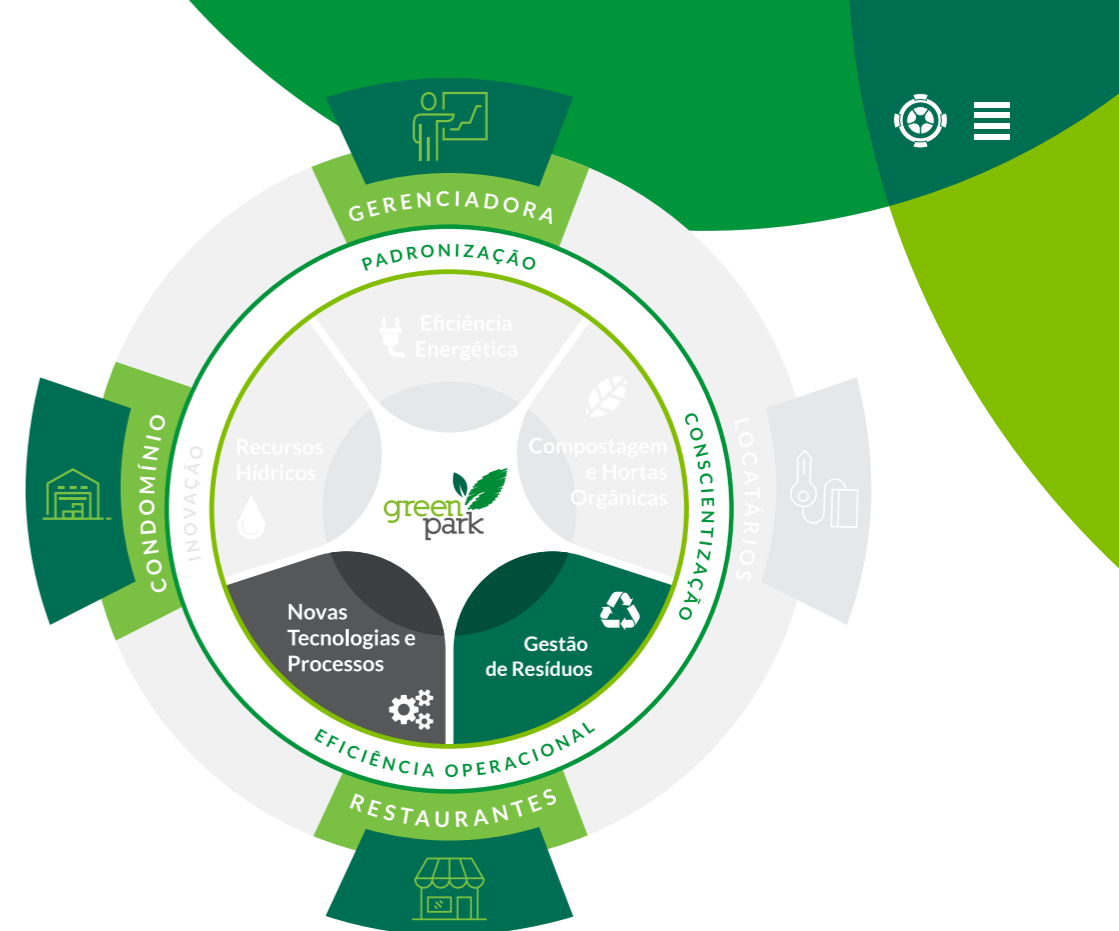 GERENCIADORA
PADRONIZAÇÃO
Eficiência
Energética
Recursos
Hídricos
Compostagem
e Hortas
Orgânicas
CONDOMÍNIO
INOVAÇÃO
CONSCIENTIZAÇÃO
LOCATÁRIOS
green
park
Novas
Tecnologias e
Processos
Gestão
de Resíduos
EFICIÊNCIA OPERACIONAL
RESTAURANTES